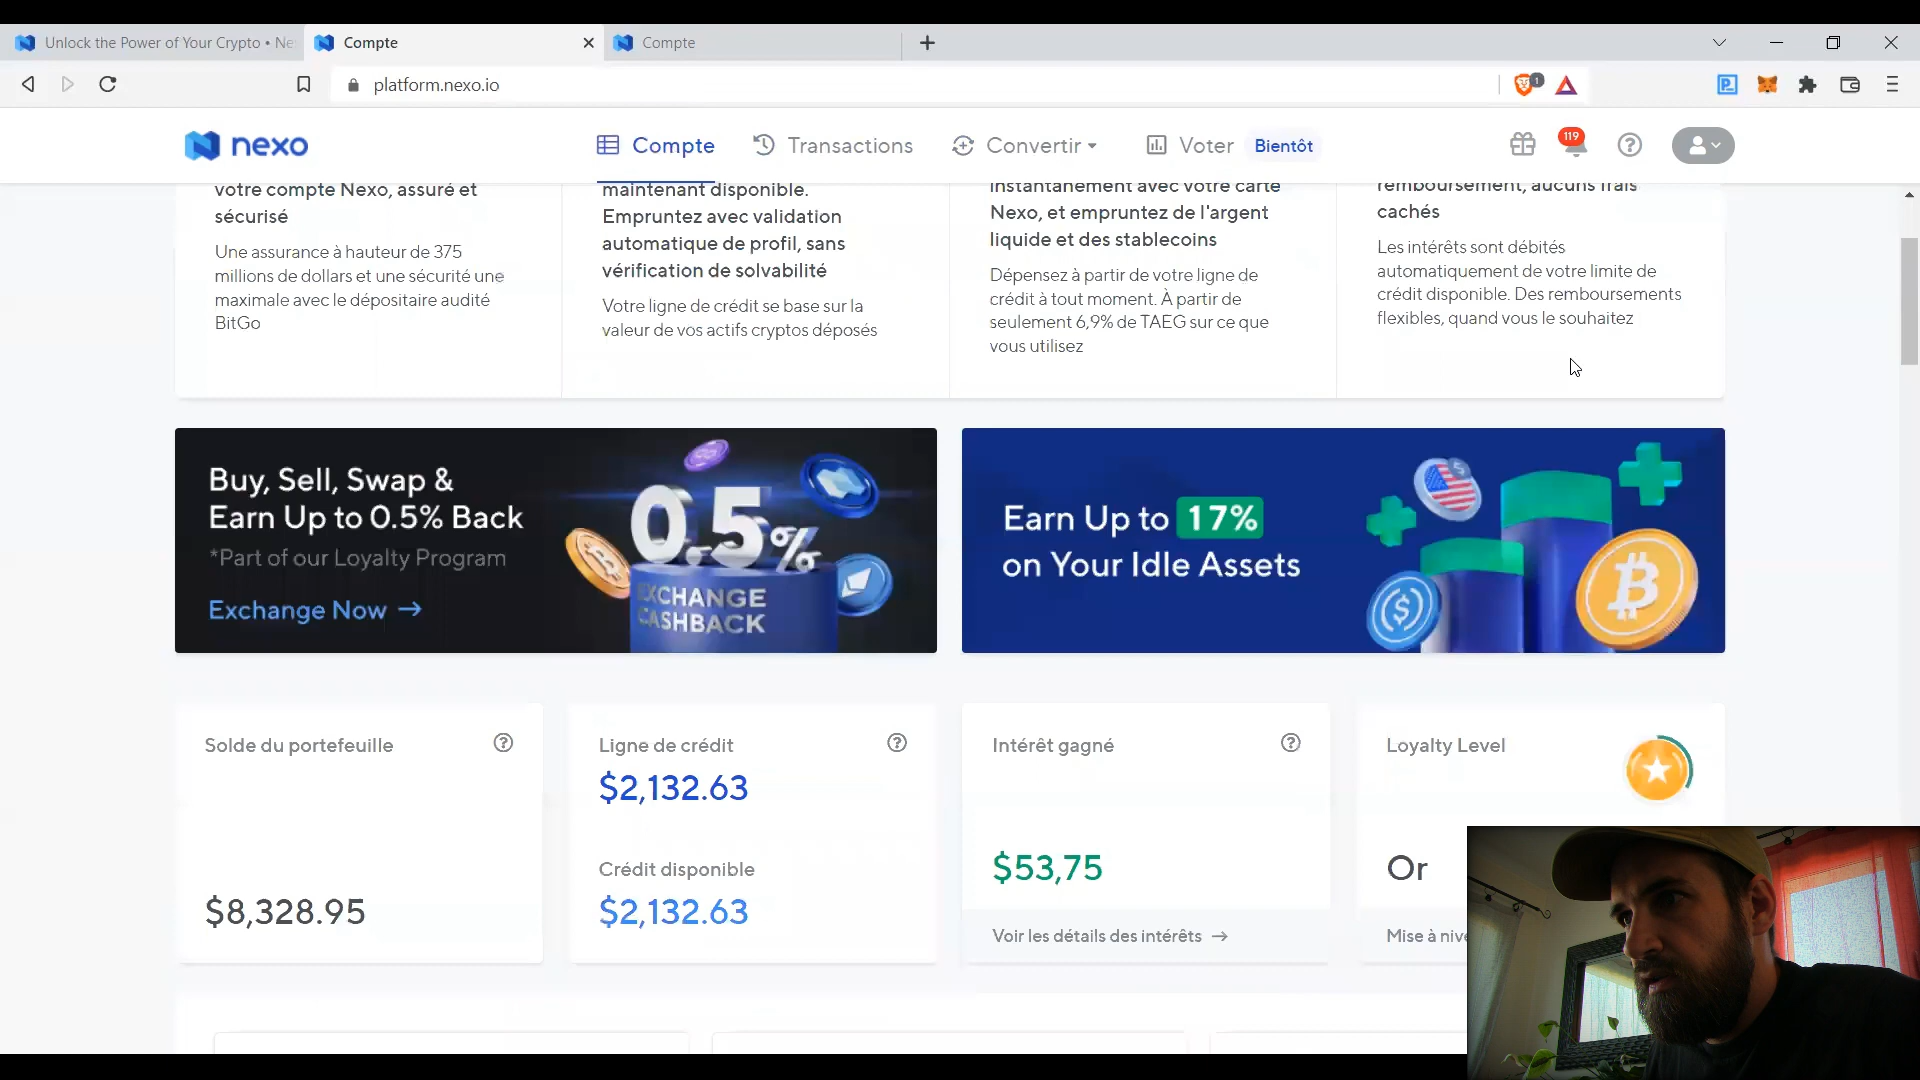 Unlock the Power of Your Crypto • Ne
Compte
Compte
platform.nexo.io
1
nexo
Compte
Transactions
Convertir
Voter
Bientôt
119
votre compte Nexo, assuré et
sécurisé
Une assurance à hauteur de 375
millions de dollars et une sécurité une
maximale avec le dépositaire audité
BitGo
maintenant disponible.
Empruntez avec validation
automatique de profil, sans
vérification de solvabilité
Votre ligne de crédit se base sur la
valeur de vos actifs cryptos déposés
instantanément avec votre carte
Nexo, et empruntez de l'argent
liquide et des stablecoins
Dépensez à partir de votre ligne de
crédit à tout moment. À partir de
seulement 6,9% de TAEG sur ce que
vous utilisez
remboursement, aucuns frais
cachés
Les intérêts sont débités
automatiquement de votre limite de
crédit disponible. Des remboursements
flexibles, quand vous le souhaitez
Buy, Sell, Swap &
Earn Up to 0.5% Back
*Part of our Loyalty Program
Exchange Now →
0.5%
EXCHANGE
CASHBACK
Earn Up to 17%
on Your Idle Assets
Solde du portefeuille
$8,328.95
Ligne de crédit
$2,132.63
Crédit disponible
$2,132.63
Intérêt gagné
$53,75
Voir les détails des intérêts →
Loyalty Level
Or
Mise à nive